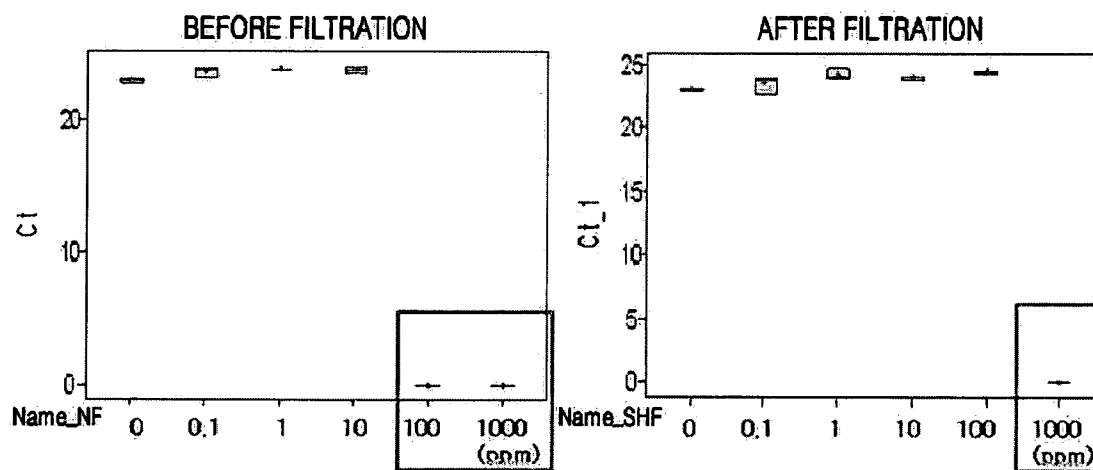 BEFORE FILTRATION
Ct
20
10
0
Name_NF
0 0.1 1 10 100 1000
(ppm)
AFTER FILTRATION
Ct_1
25
20
15
10
5
0
Name_SHF
0 0.1 1 10 100 1000
(ppm)